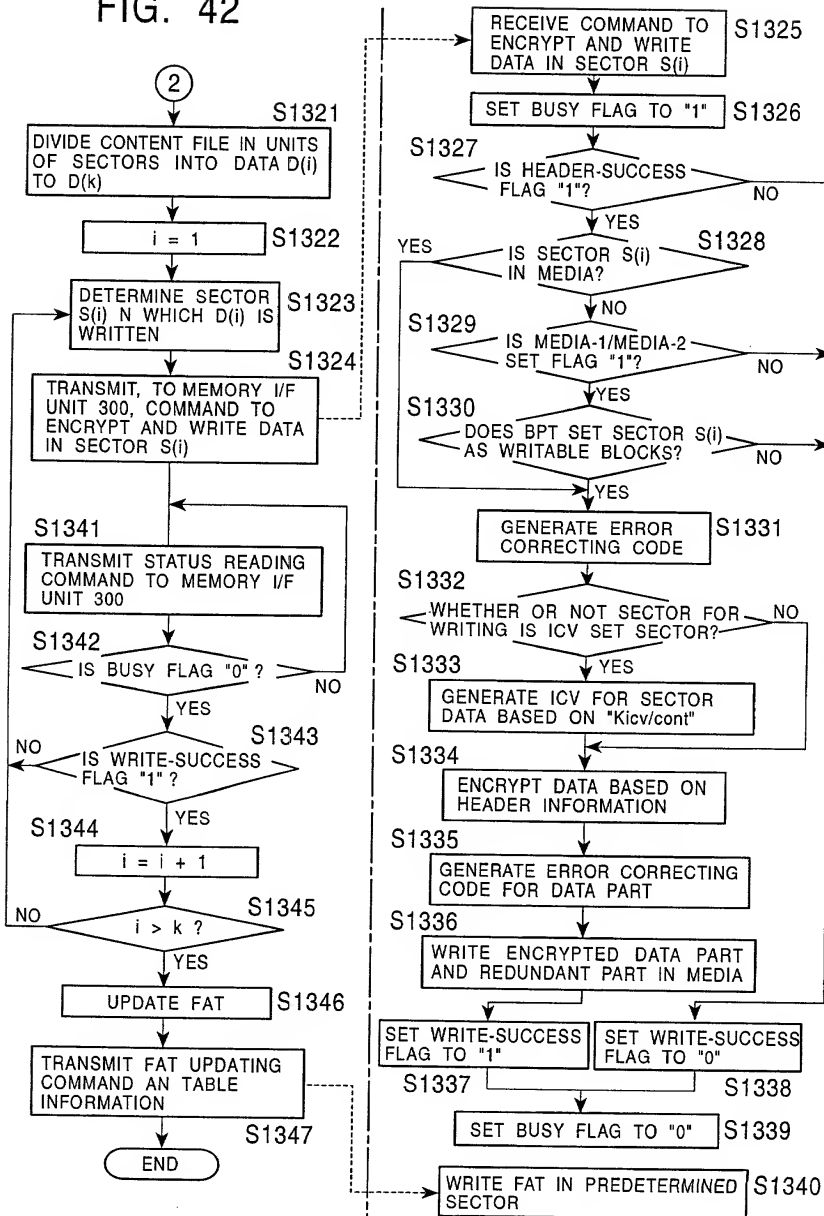 FIG. 42
2
S1321
DIVIDE CONTENT FILE IN UNITS
OF SECTORS INTO DATA D(i)
TO D(k)
i = 1
S1322
DETERMINE SECTOR
S(i) N WHICH D(i) IS
WRITTEN
S1323
S1324
TRANSMIT, TO MEMORY I/F
UNIT 300, COMMAND TO
ENCRYPT AND WRITE DATA
IN SECTOR S(i)
S1341
TRANSMIT STATUS READING
COMMAND TO MEMORY I/F
UNIT 300
S1342
IS BUSY FLAG "0" ?
NO
YES
S1343
NO
IS WRITE-SUCCESS
FLAG "1" ?
YES
S1344
i = i + 1
S1345
NO
i > k ?
YES
UPDATE FAT
S1346
TRANSMIT FAT UPDATING
COMMAND AN TABLE
INFORMATION
S1347
END
RECEIVE COMMAND TO
ENCRYPT AND WRITE
DATA IN SECTOR S(i)
S1325
SET BUSY FLAG TO "1"
S1326
S1327
IS HEADER-SUCCESS
FLAG "1"?
NO
YES
YES
S1328
IS SECTOR S(i)
IN MEDIA?
NO
S1329
IS MEDIA-1/MEDIA-2
SET FLAG "1"?
NO
YES
S1330
DOES BPT SET SECTOR S(i)
AS WRITABLE BLOCKS?
NO
YES
GENERATE ERROR
CORRECTING CODE
S1331
S1332
WHETHER OR NOT SECTOR FOR
WRITING IS ICV SET SECTOR?
NO
YES
S1333
GENERATE ICV FOR SECTOR
DATA BASED ON "Kicv/cont"
S1334
ENCRYPT DATA BASED ON
HEADER INFORMATION
S1335
GENERATE ERROR CORRECTING
CODE FOR DATA PART
S1336
WRITE ENCRYPTED DATA PART
AND REDUNDANT PART IN MEDIA
SET WRITE-SUCCESS
FLAG TO "1"
S1337
SET WRITE-SUCCESS
FLAG TO "0"
S1338
SET BUSY FLAG TO "0"
S1339
WRITE FAT IN PREDETERMINED
SECTOR
S1340